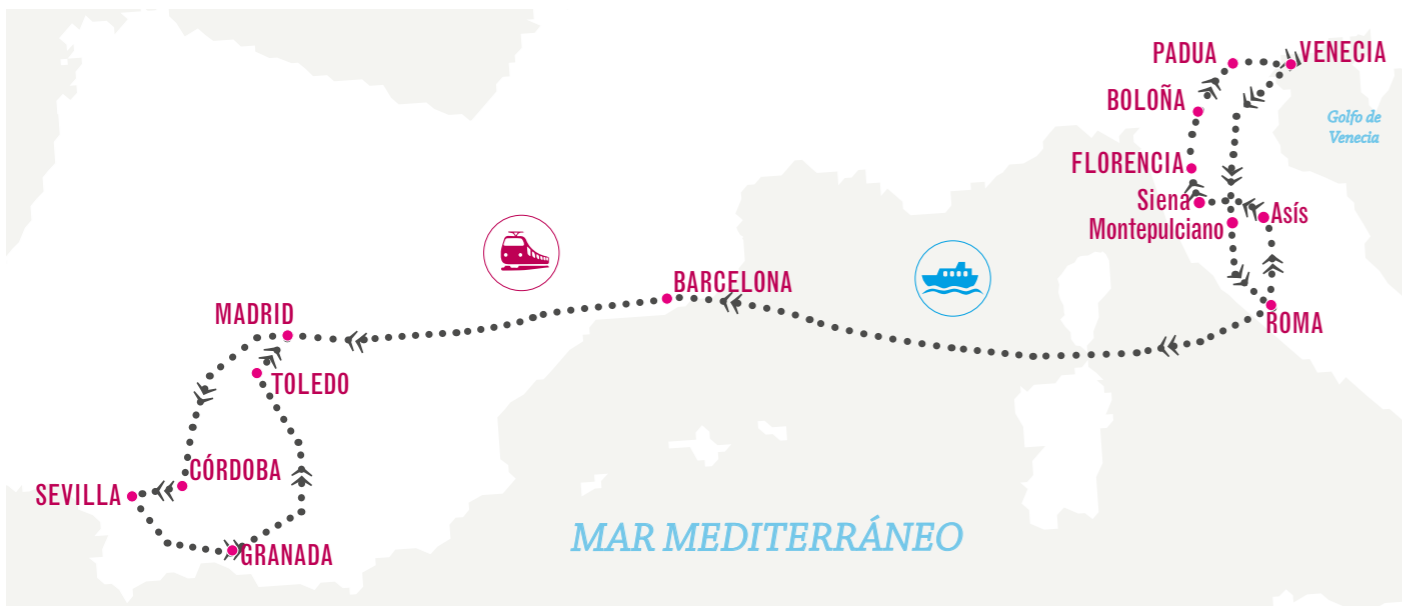 PADUA
VENECIA
BOLOÑA
Golfo de
Venecia
FLORENCIA
Siena
Asís
Montepulciano
BARCELONA
MADRID
ROMA
TOLEDO
CÓRDOBA
SEVILLA
MAR MEDITERRÁNEO
GRANADA